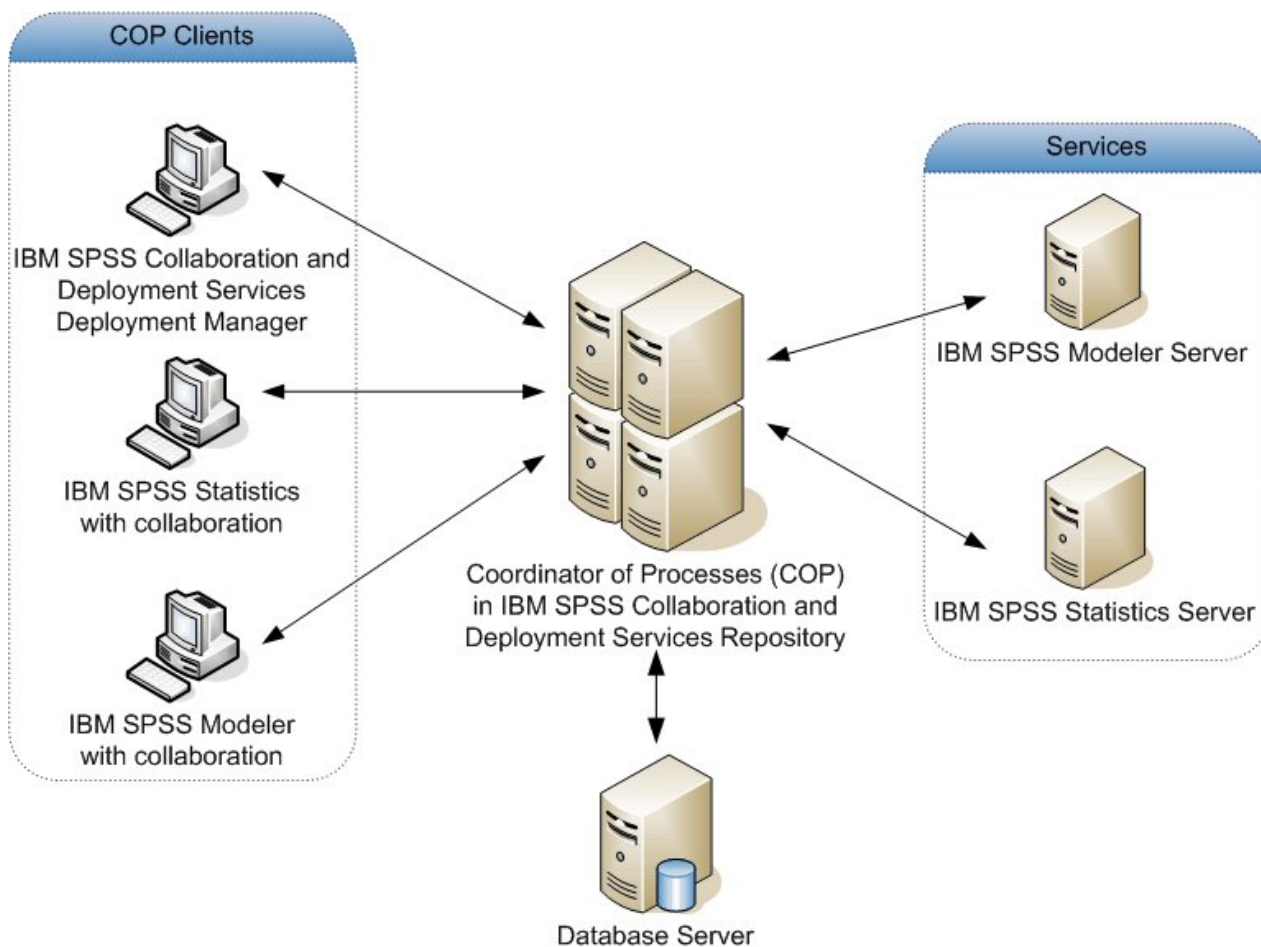 COP Clients
IBM SPSS Collaboration and
Deployment Services
Deployment Manager
IBM SPSS Statistics
with collaboration
IBM SPSS Modeler
with collaboration
Coordinator of Processes (COP)
in IBM SPSS Collaboration and
Deployment Services Repository
Database Server
Services
IBM SPSS Modeler Server
IBM SPSS Statistics Server